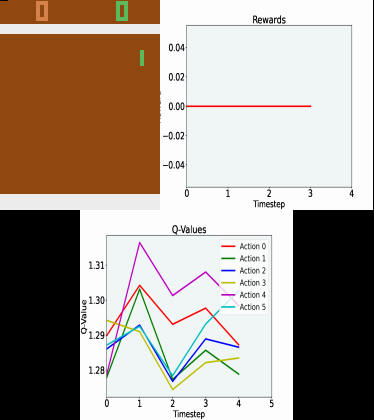 0 0
Rewards
0.04
0.02
0.00
−0.02
−0.04
0 1 2 3 4
Timestep
Q-Values
Action 0
Action 1
Action 2
Action 3
Action 4
Action 5
1.31
1.30
1.29
1.28
Q-Value
0 1 2 3 4 5
Timestep